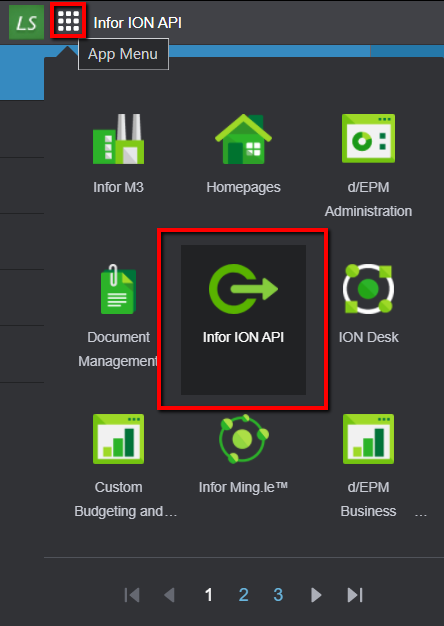 LS
Infor ION API
App Menu
Infor M3
Homepages
d/EPM
Administration
Document
Management
Infor ION API
ION Desk
Custom
Budgeting and…
Infor Ming.le™
d/EPM
Business …
1 2 3